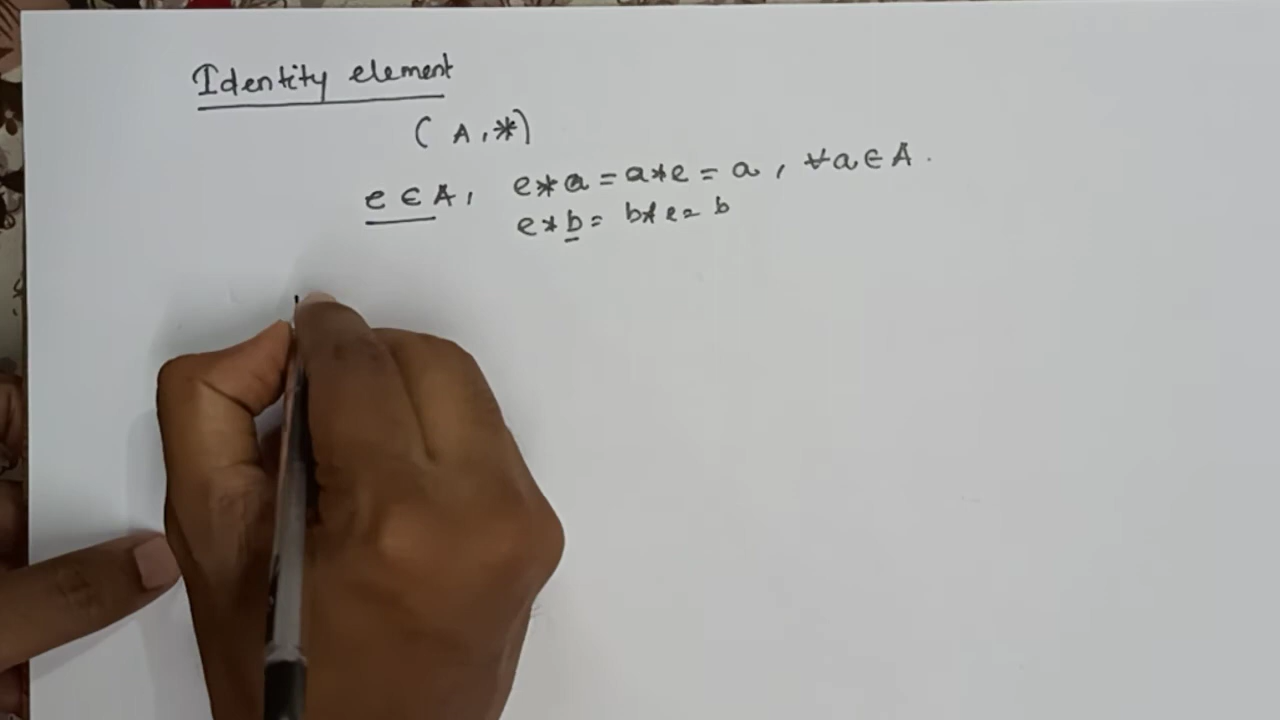 Identity element
( A , *)
e ∈ A , e * a = a * e = a , ∀ a ∈ A .
e * b = b * e = b